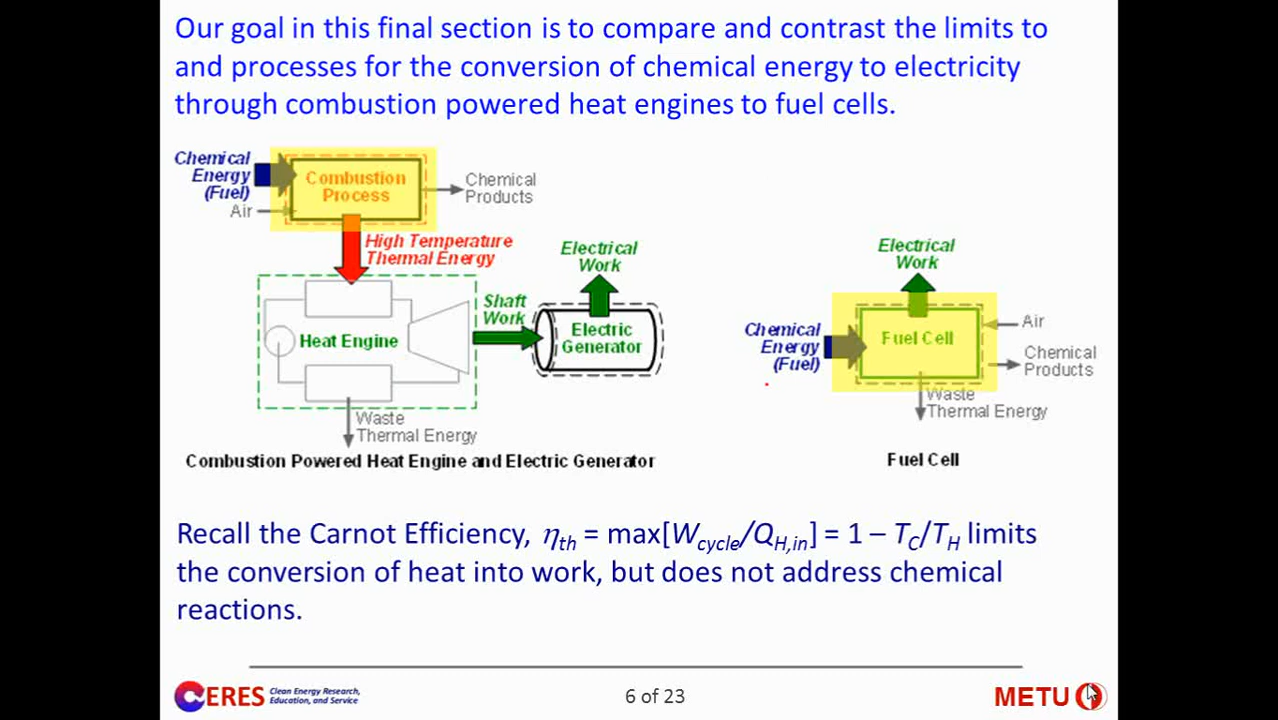 Our goal in this final section is to compare and contrast the limits to
and processes for the conversion of chemical energy to electricity
through combustion powered heat engines to fuel cells.
Chemical
Energy
(Fuel)
Air
Combustion
Process
Chemical
Products
High Temperature
Thermal Energy
Heat Engine
Shaft
Work
Electrical
Work
Electric
Generator
Waste
Thermal Energy
Combustion Powered Heat Engine and Electric Generator
Electrical
Work
Chemical
Energy
(Fuel)
Fuel Cell
Air
Chemical
Products
Waste
Thermal Energy
Fuel Cell
Recall the Carnot Efficiency, ηth = max[Wcycle/QH,in] = 1 – TC/TH limits
the conversion of heat into work, but does not address chemical
reactions.
CERES Clean Energy Research,
Education, and Service
6 of 23
METU